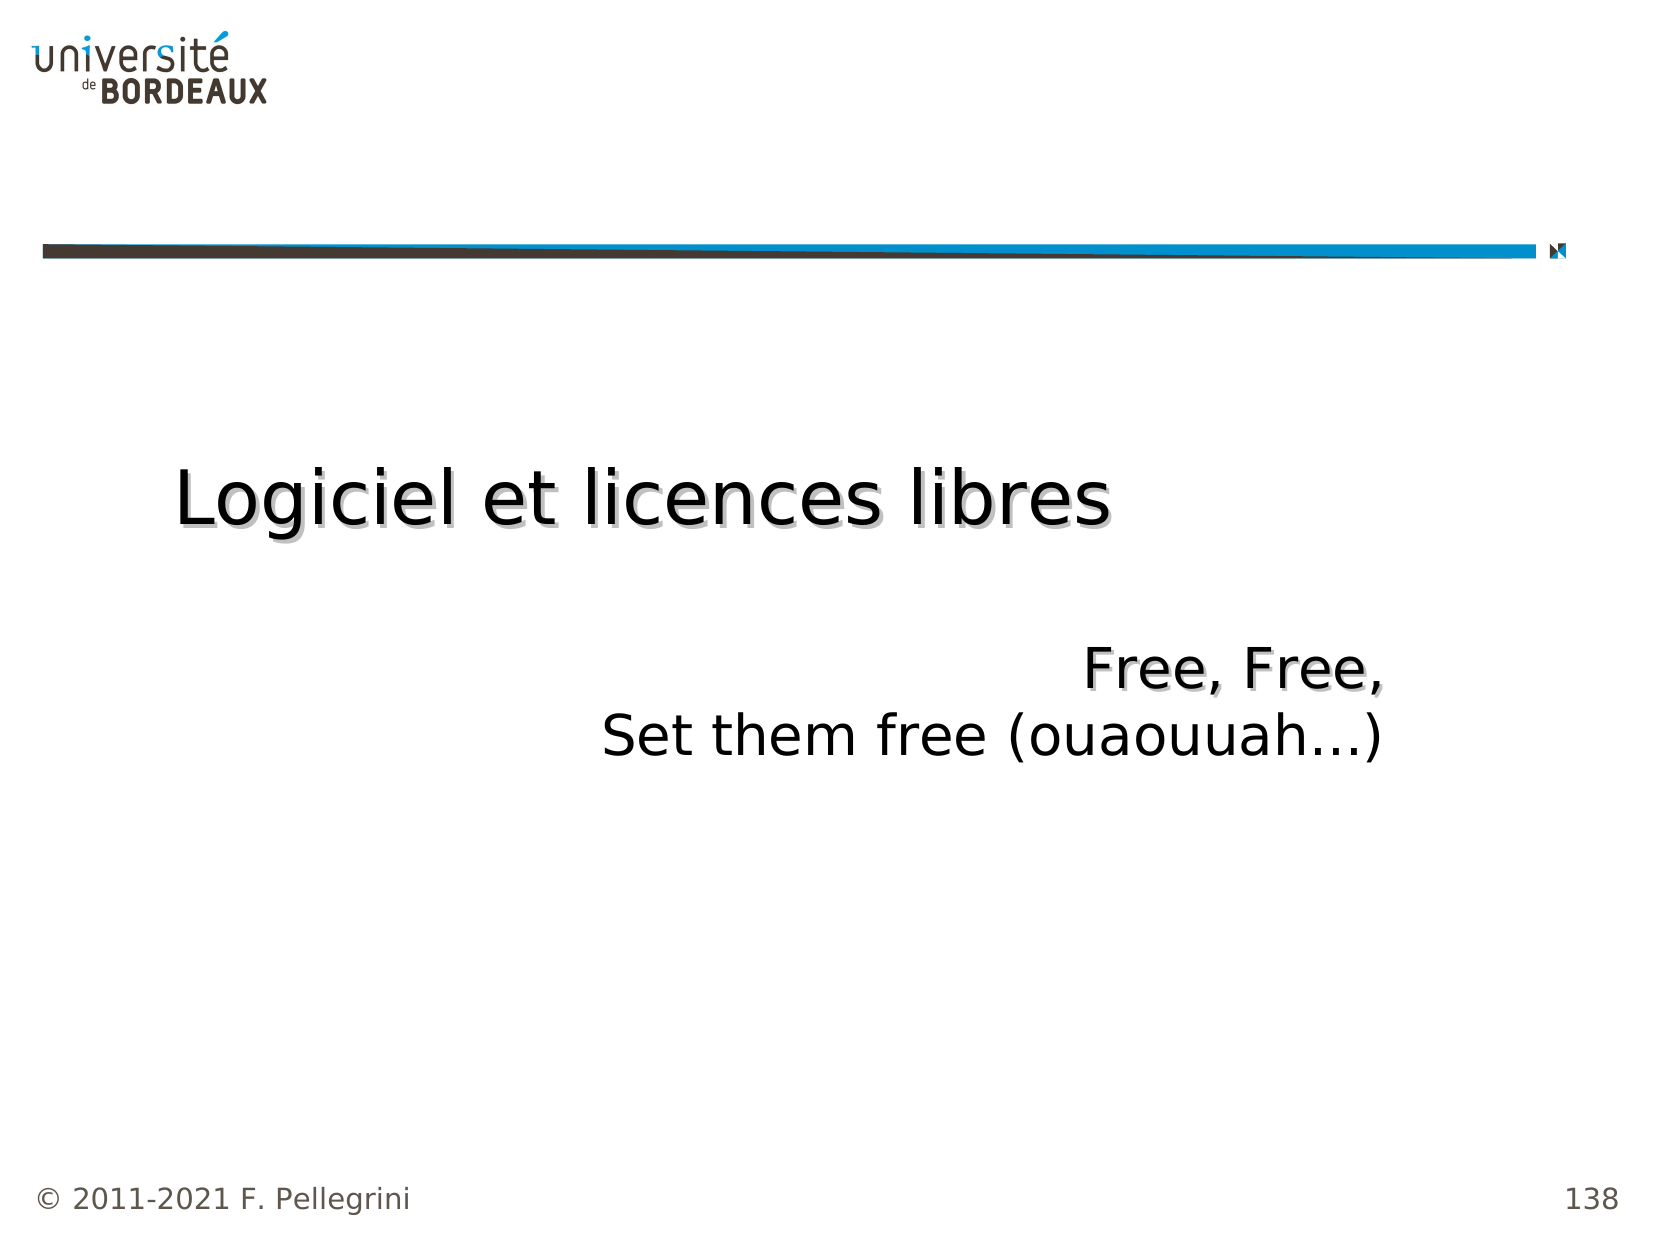 université
de BORDEAUX
Logiciel et licences libres
Free, Free,
Set them free (ouaouuah...)
© 2011-2021 F. Pellegrini
138